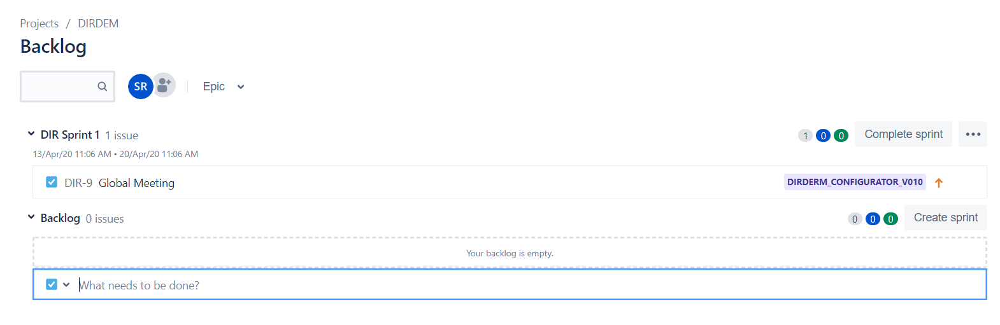 Projects / DIRDEM
Backlog
SR Epic
DIR Sprint 1 1 issue 1 0 0 Complete sprint
13/Apr/20 11:06 AM • 20/Apr/20 11:06 AM
DIR-9 Global Meeting DIRDERM_CONFIGURATOR_V010
Backlog 0 issues 0 0 0 Create sprint
Your backlog is empty.
What needs to be done?